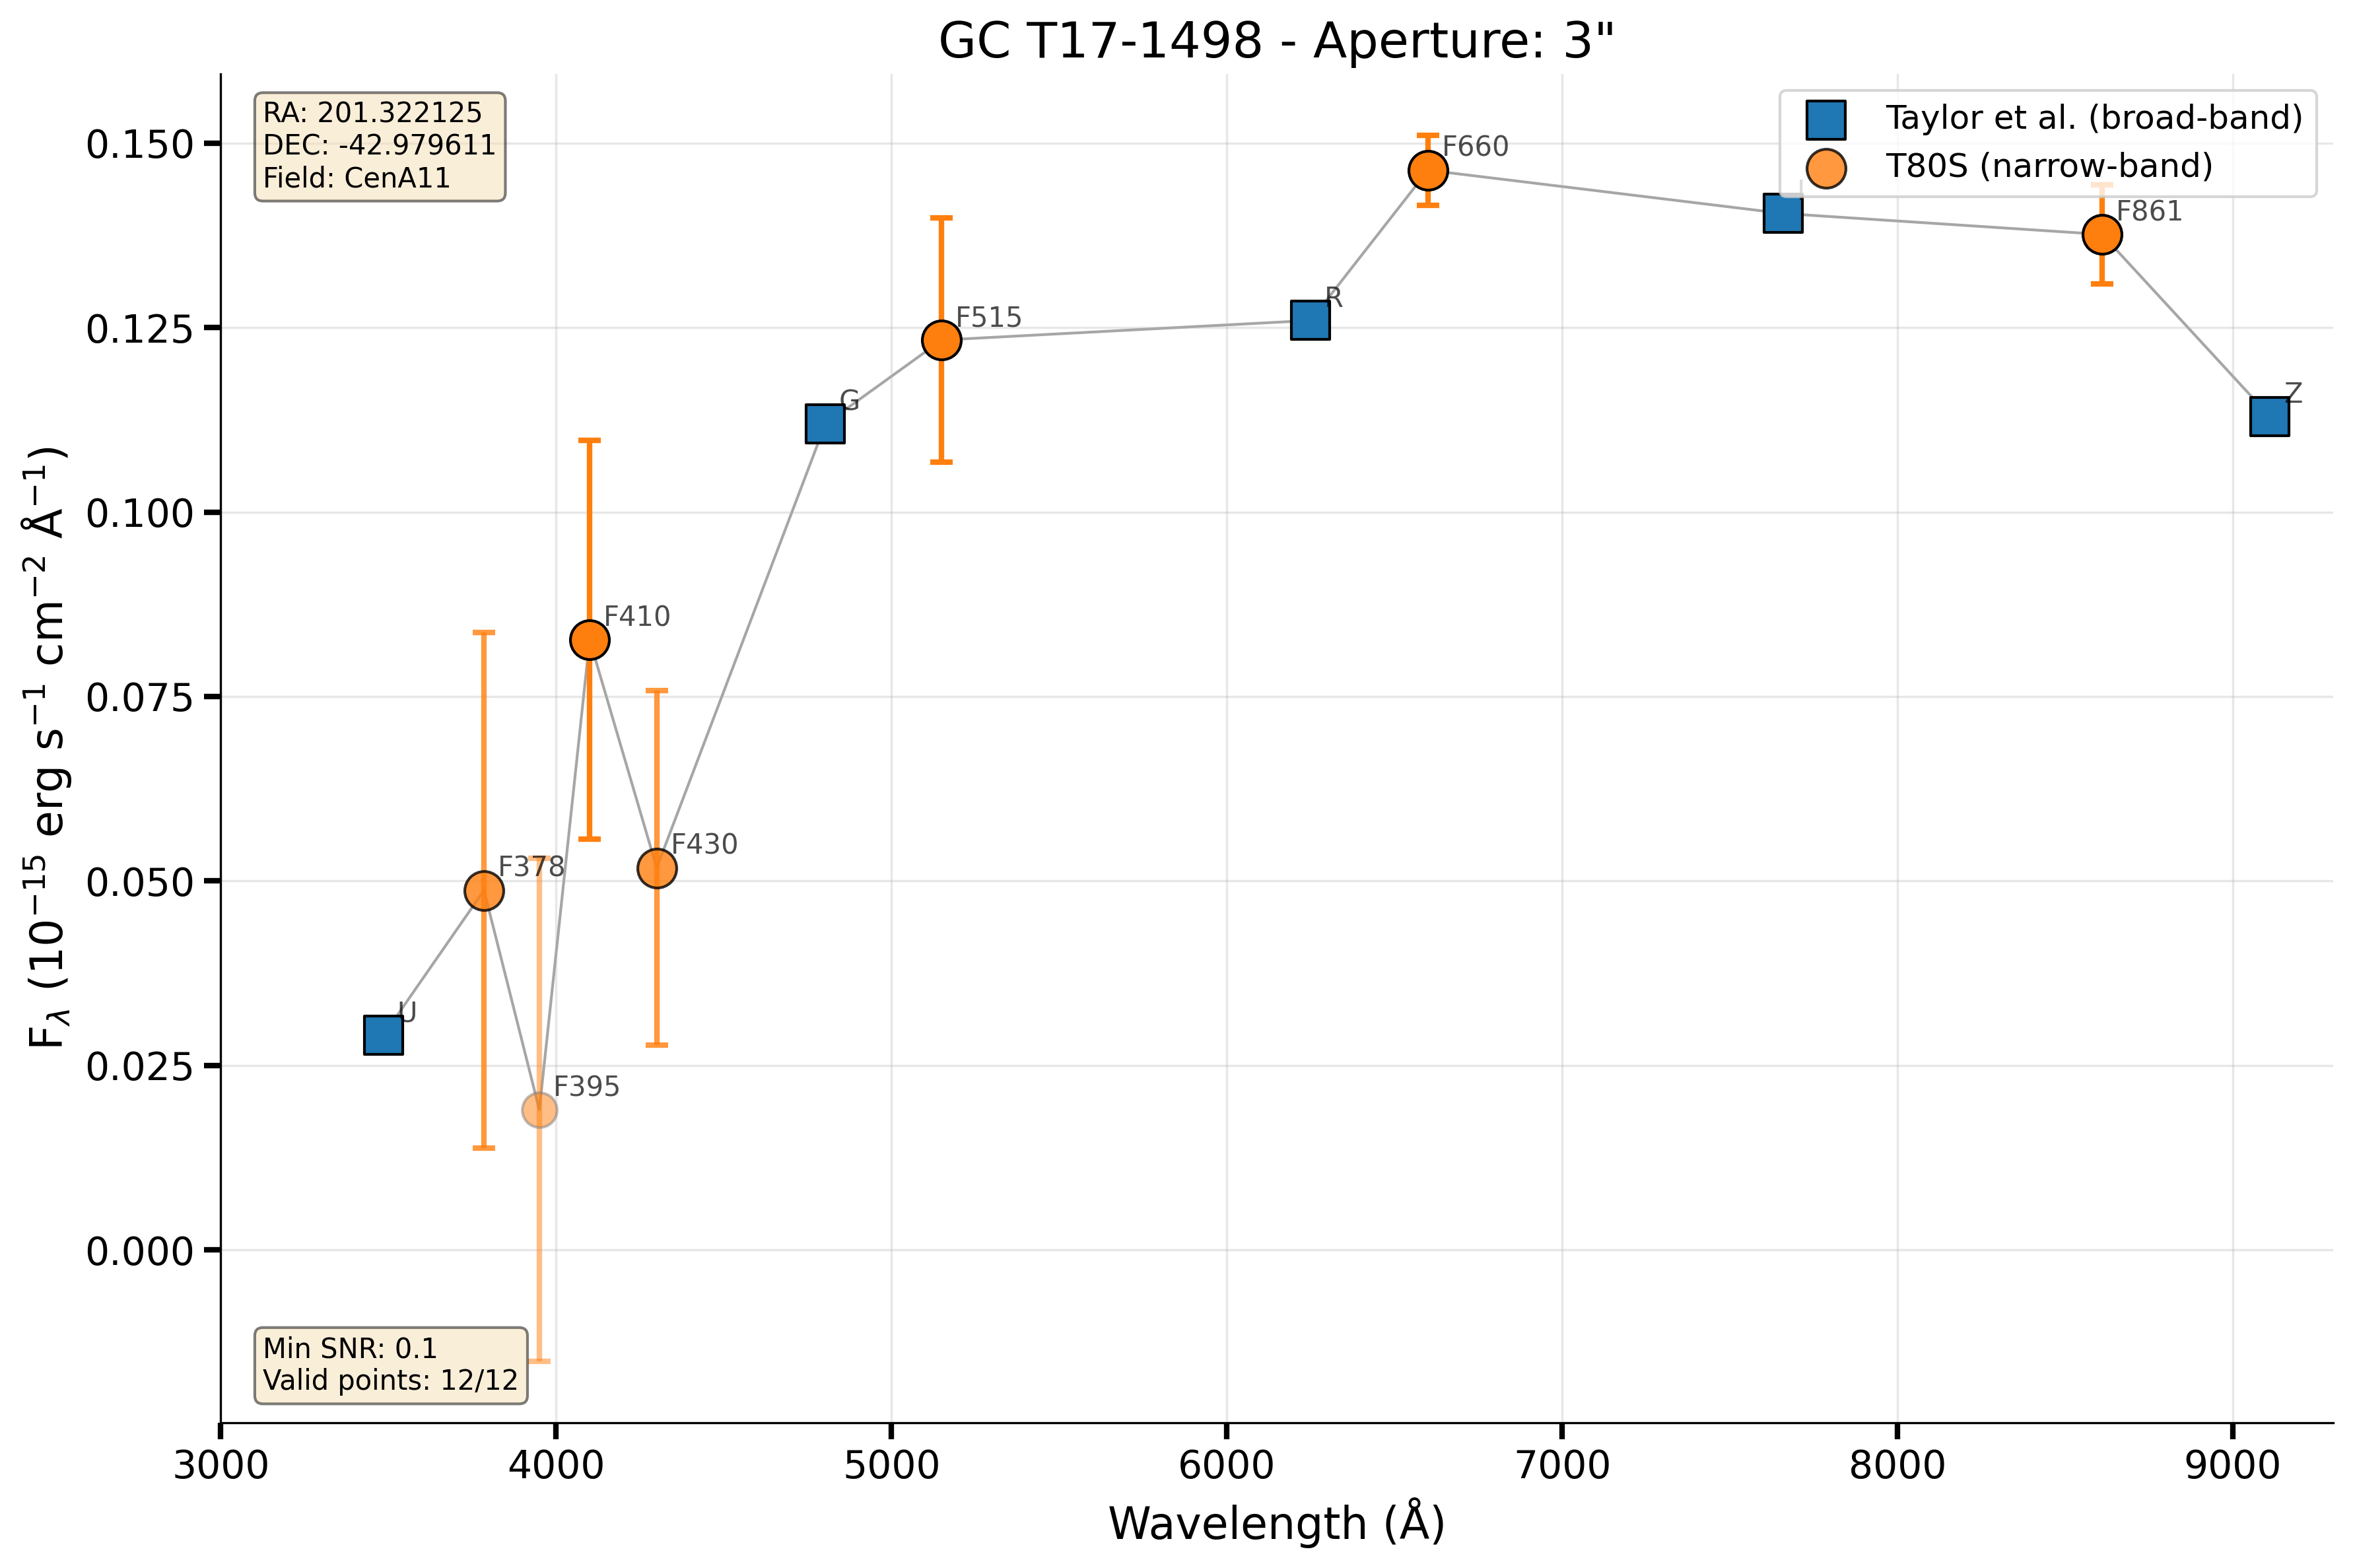 GC T17-1498 - Aperture: 3"
RA: 201.322125
DEC: -42.979611
Field: CenA11
Taylor et al. (broad-band)
T80S (narrow-band)
F660
F861
F515
R
G
Z
F410
F430
F378
U
F395
0.150
0.125
0.100
0.075
0.050
0.025
0.000
F$_{λ}$ (10$^{−15}$ erg s$^{−1}$ cm$^{−2}$ Å$^{−1}$)
Min SNR: 0.1
Valid points: 12/12
3000 4000 5000 6000 7000 8000 9000
Wavelength (Å)